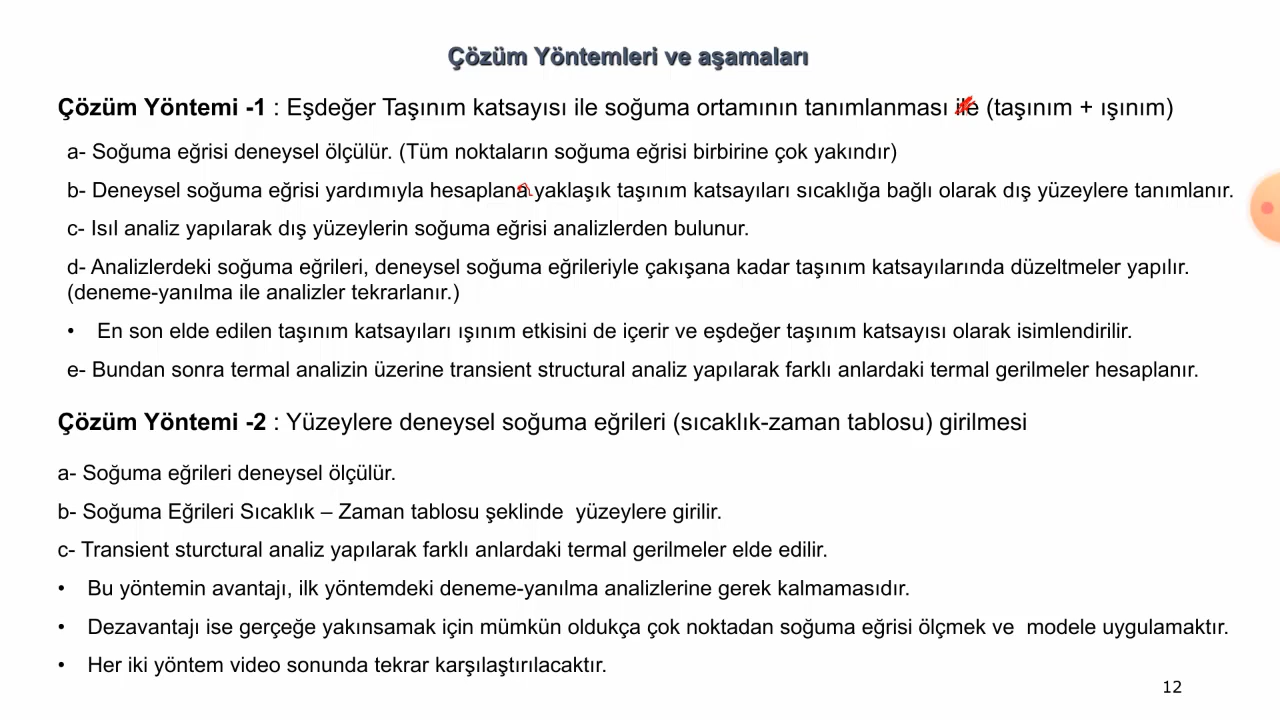 Çözüm Yöntemleri ve aşamaları
Çözüm Yöntemi -1 : Eşdeğer Taşınım katsayısı ile soğuma ortamının tanımlanması ile (taşınım + ışınım)
a- Soğuma eğrisi deneysel ölçülür. (Tüm noktaların soğuma eğrisi birbirine çok yakındır)
b- Deneysel soğuma eğrisi yardımıyla hesaplana yaklaşık taşınım katsayıları sıcaklığa bağlı olarak dış yüzeylere tanımlanır.
c- Isıl analiz yapılarak dış yüzeylerin soğuma eğrisi analizlerden bulunur.
d- Analizlerdeki soğuma eğrileri, deneysel soğuma eğrileriyle çakışana kadar taşınım katsayılarında düzeltmeler yapılır.
(deneme-yanılma ile analizler tekrarlanır.)
• En son elde edilen taşınım katsayıları ışınım etkisini de içerir ve eşdeğer taşınım katsayısı olarak isimlendirilir.
e- Bundan sonra termal analizin üzerine transient structural analiz yapılarak farklı anlardaki termal gerilmeler hesaplanır.
Çözüm Yöntemi -2 : Yüzeylere deneysel soğuma eğrileri (sıcaklık-zaman tablosu) girilmesi
a- Soğuma eğrileri deneysel ölçülür.
b- Soğuma Eğrileri Sıcaklık – Zaman tablosu şeklinde yüzeylere girilir.
c- Transient sturctural analiz yapılarak farklı anlardaki termal gerilmeler elde edilir.
• Bu yöntemin avantajı, ilk yöntemdeki deneme-yanılma analizlerine gerek kalmamasıdır.
• Dezavantajı ise gerçeğe yakınsamak için mümkün oldukça çok noktadan soğuma eğrisi ölçmek ve modele uygulamaktır.
• Her iki yöntem video sonunda tekrar karşılaştırılacaktır.
12